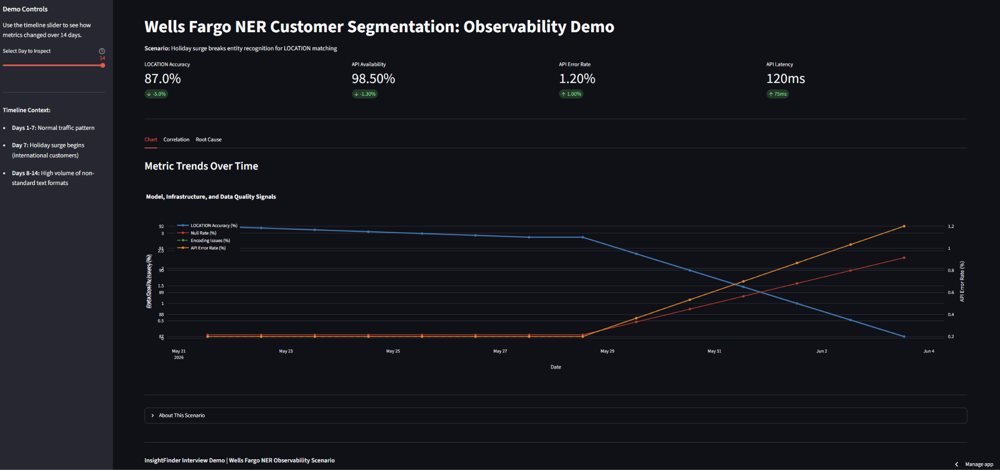 Demo Controls
Use the timeline slider to see how
metrics changed over 14 days.
Select Day to Inspect
14
Timeline Context:
Days 1-7: Normal traffic pattern
Day 7: Holiday surge begins
(international customers)
Days 8-14: High volume of non-
standard text formats
Wells Fargo NER Customer Segmentation: Observability Demo
Scenario: Holiday surge breaks entity recognition for LOCATION matching
LOCATION Accuracy
87.0%
↓ -5.0%
API Availability
98.50%
↓ -1.30%
API Error Rate
1.20%
↑ 1.00%
API Latency
120ms
↑ 75ms
Chart Correlation Root Cause
Metric Trends Over Time
Model, Infrastructure, and Data Quality Signals
LOCATION Accuracy (%)
Null Rate (%)
Encoding Issues (%)
API Error Rate (%)
92
3
91
2.5
2
90
1.5
89
1
88
0.5
87
0
LOCATION Accuracy (%)
Data Quality Issues (%)
1.2
1
0.8
0.6
0.4
0.2
API Error Rate (%)
May 21
2026
May 23
May 25
May 27
May 29
May 31
Jun 2
Jun 4
Date
About This Scenario
InsightFinder Interview Demo | Wells Fargo NER Observability Scenario
Manage app